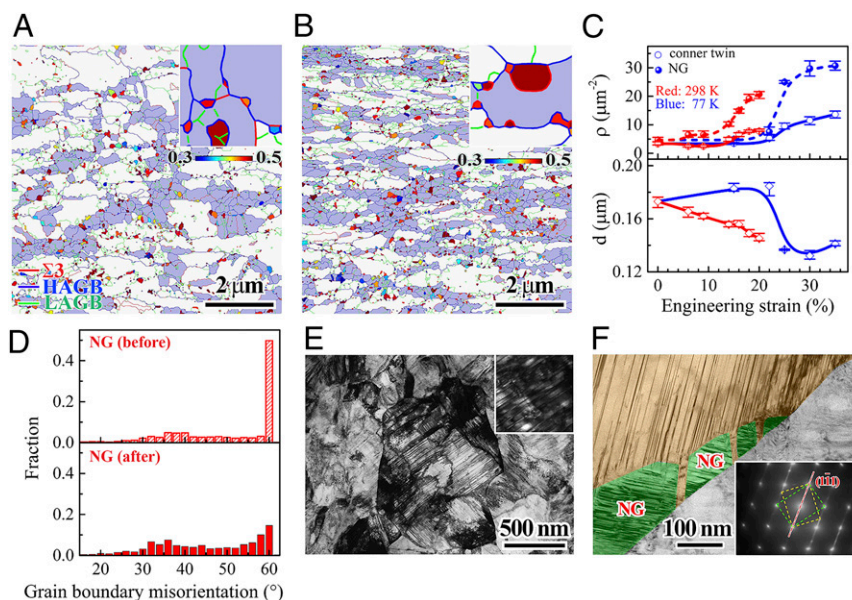 A
0.3 0.5
Σ3
HAGB
LAGB
2 μm
B
0.3 0.5
2 μm
C
conner twin
NG
Red: 298 K
Blue: 77 K
ρ (μm⁻²)
30
20
10
0
d (μm)
0.20
0.16
0.12
0 10 20 30
Engineering strain (%)
D
NG (before)
0.4
0.2
0.0
NG (after)
0.4
0.2
0.0
Fraction
20 30 40 50 60
Grain boundary misorientation (°)
E
500 nm
F
NG
NG
100 nm
(11̄1)